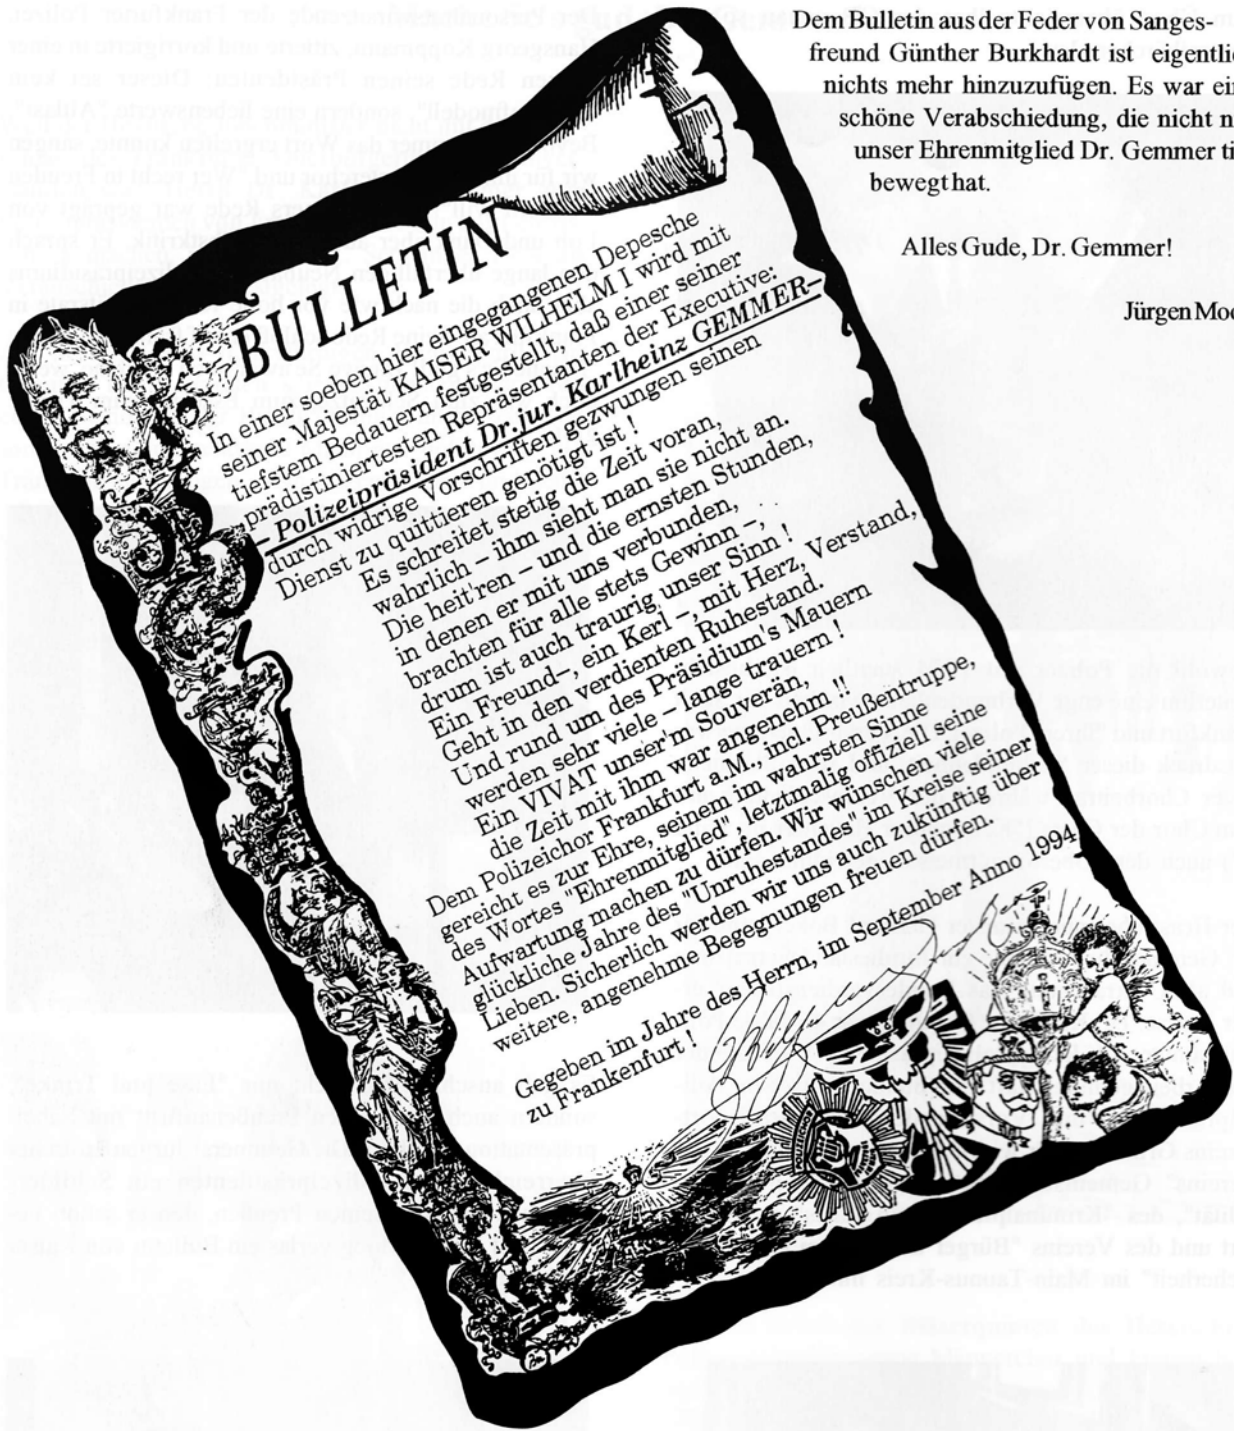 Dem Bulletin aus der Feder von Sanges-
freund Günther Burkhardt ist eigentlic
nichts mehr hinzuzufügen. Es war ein
schöne Verabschiedung, die nicht n
unser Ehrenmitglied Dr. Gemmer ti
bewegt hat.
Alles Gude, Dr. Gemmer!
Jürgen Moo
BULLETIN
In einer soeben hier eingegangenen Depesche
seiner Majestät KAISER WILHELM I wird mit
tiefstem Bedauern festgestellt, daß einer seiner
prädistiniertesten Repräsentanten der Executive:
– Polizeipräsident Dr.jur. Karlheinz GEMMER–
durch widrige Vorschriften gezwungen seinen
Dienst zu quittieren genötigt ist !
Es schreitet stetig die Zeit voran,
wahrlich – ihm sieht man sie nicht an.
Die heit'ren – und die ernsten Stunden,
in denen er mit uns verbunden,
brachten für alle stets Gewinn –,
drum ist auch traurig unser Sinn !
Ein Freund-, ein Kerl –, mit Herz, Verstand,
Geht in den verdienten Ruhestand.
Und rund um des Präsidium's Mauern
werden sehr viele – lange trauern !
Ein VIVAT unser'm Souverän,
die Zeit mit ihm war angenehm !!!
Dem Polizeichor Frankfurt a.M., incl. Preußentruppe,
gereicht es zur Ehre, seinem im wahrsten Sinne
des Wortes "Ehrenmitglied", letztmalig offiziell seine
Aufwartung machen zu dürfen. Wir wünschen viele
glückliche Jahre des "Unruhestandes" im Kreise seiner
Lieben. Sicherlich werden wir uns auch zukünftig über
weitere, angenehme Begegnungen freuen dürfen.
Gegeben im Jahre des Herrn, im September Anno 1994
zu Frankenfurt !